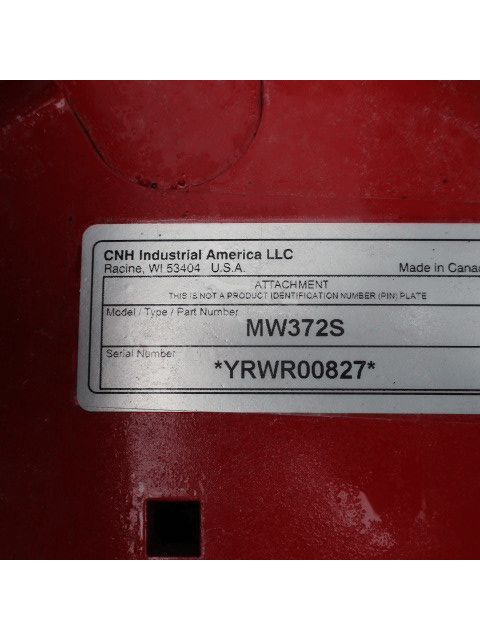 CNH Industrial America LLC
Racine, WI 53404 U.S.A. Made in Canad
ATTACHMENT
THIS IS NOT A PRODUCT IDENTIFICATION NUMBER (PIN) PLATE
Model / Type / Part Number
MW372S
Serial Number
*YRWR00827*